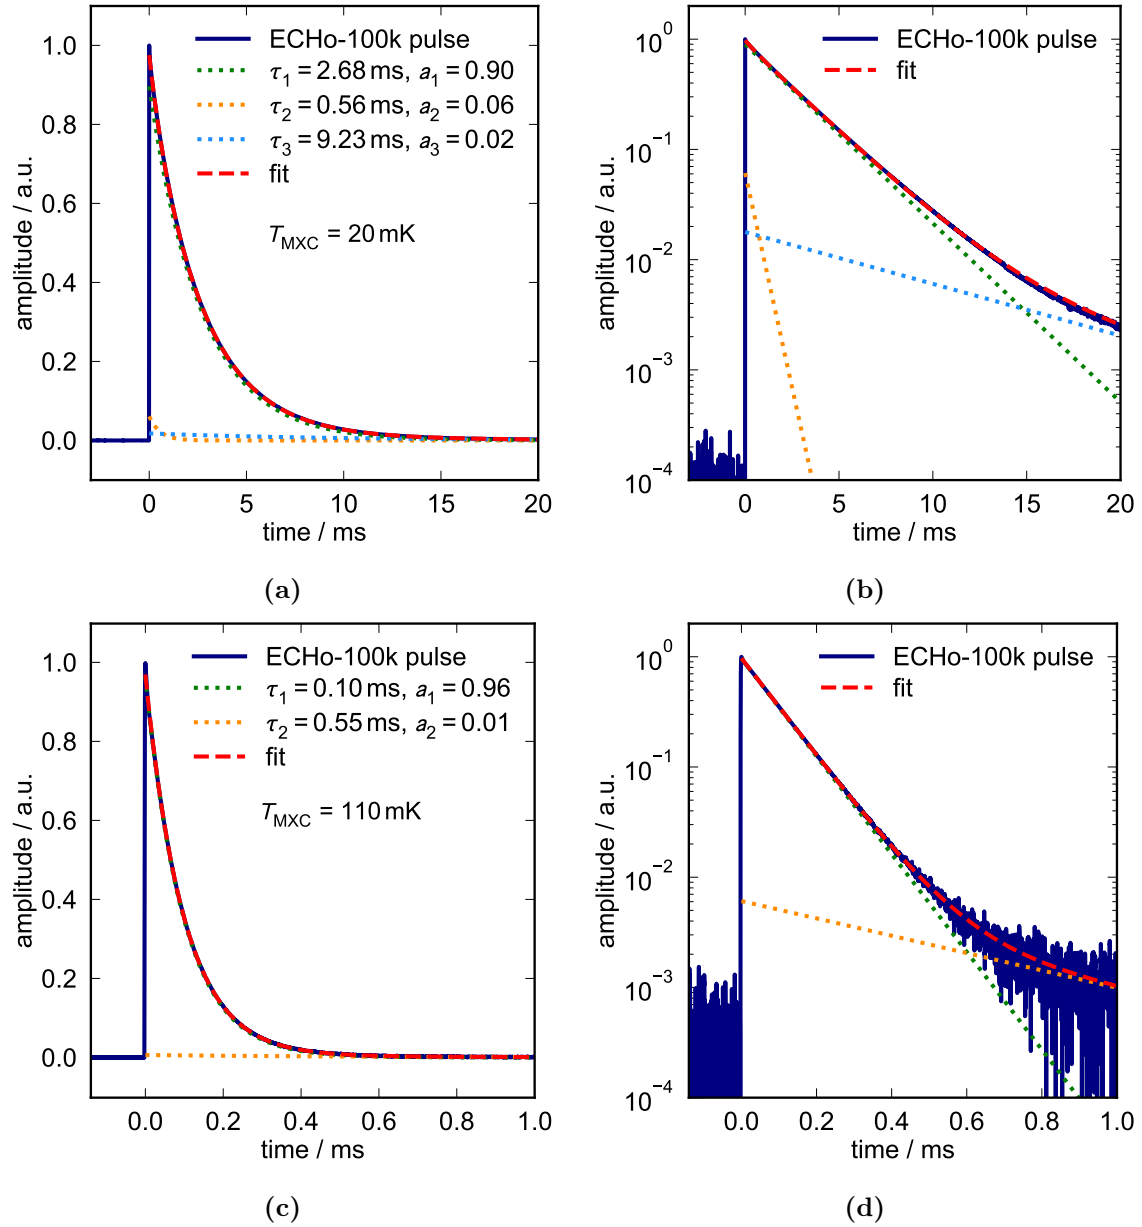 1.0
0.8
0.6
0.4
0.2
0.0
amplitude / a.u.
ECHo-100k pulse
τ₁ = 2.68 ms, a₁ = 0.90
τ₂ = 0.56 ms, a₂ = 0.06
τ₃ = 9.23 ms, a₃ = 0.02
fit
T_MXC = 20 mK
0 5 10 15 20
time / ms
(a)
10⁰
10⁻¹
10⁻²
10⁻³
10⁻⁴
amplitude / a.u.
ECHo-100k pulse
fit
0 5 10 15 20
time / ms
(b)
1.0
0.8
0.6
0.4
0.2
0.0
amplitude / a.u.
ECHo-100k pulse
τ₁ = 0.10 ms, a₁ = 0.96
τ₂ = 0.55 ms, a₂ = 0.01
fit
T_MXC = 110 mK
0.0 0.2 0.4 0.6 0.8 1.0
time / ms
(c)
10⁰
10⁻¹
10⁻²
10⁻³
10⁻⁴
amplitude / a.u.
ECHo-100k pulse
fit
0.0 0.2 0.4 0.6 0.8 1.0
time / ms
(d)